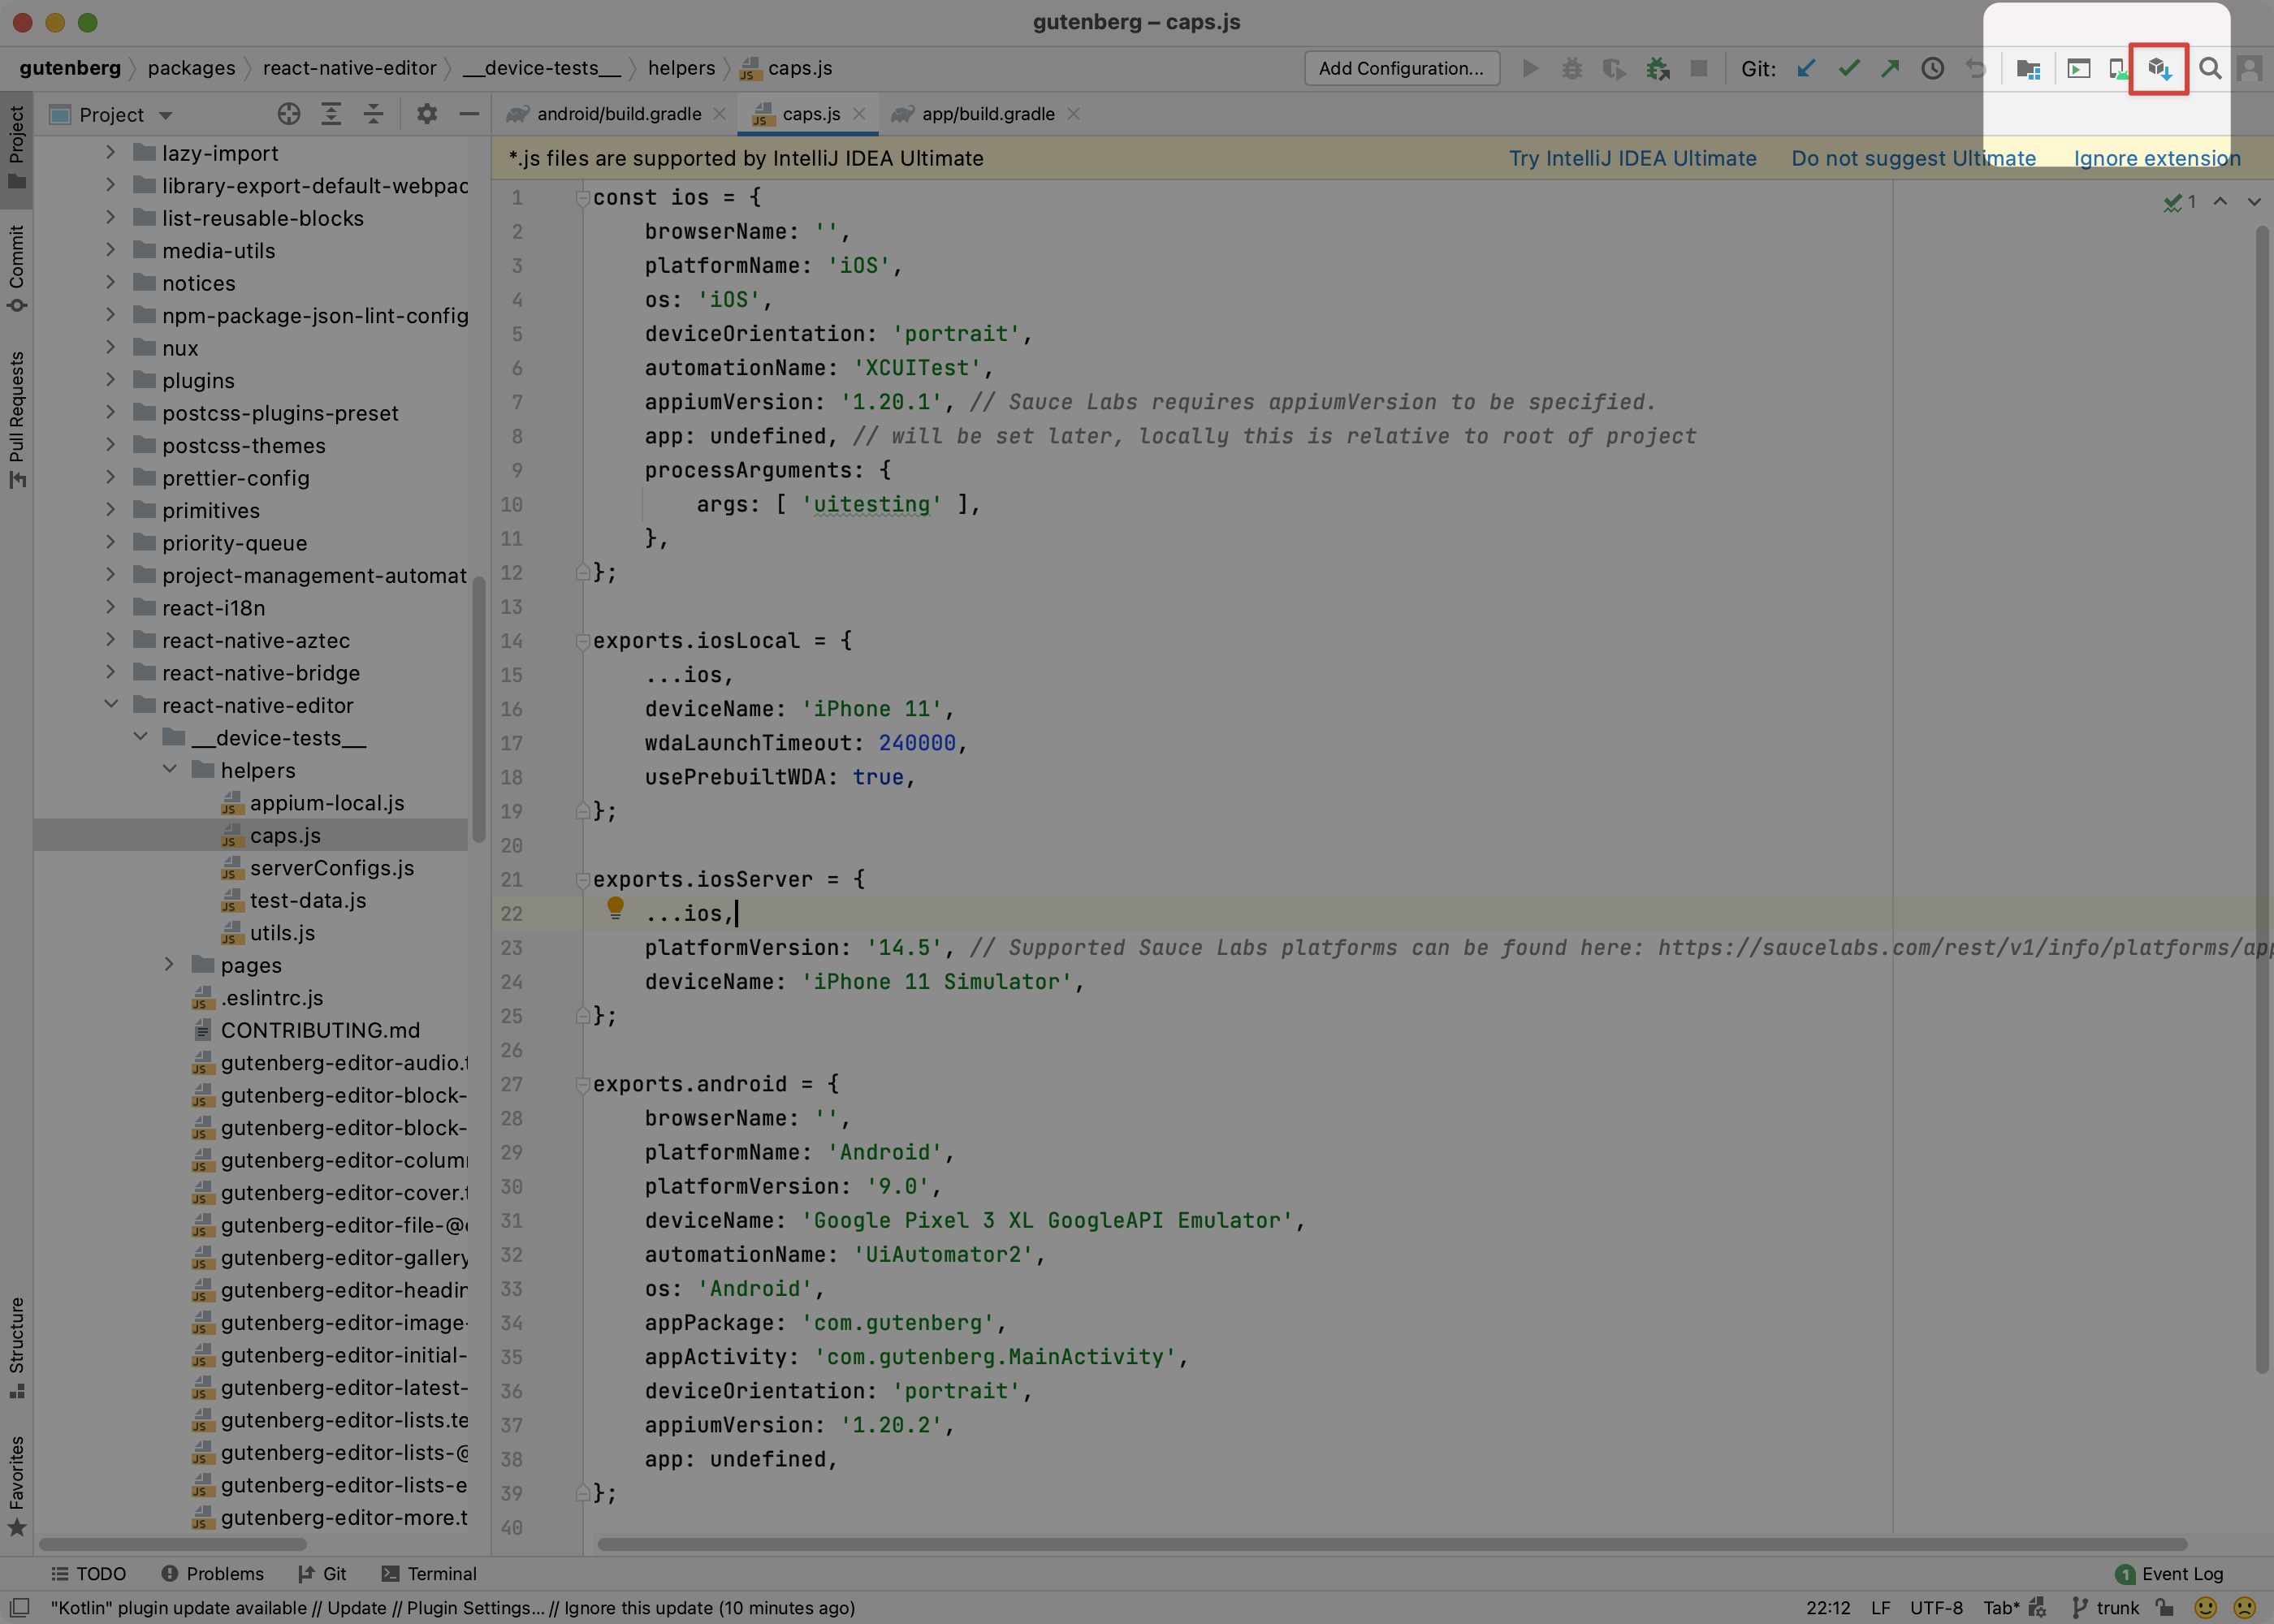 gutenberg – caps.js
gutenberg packages react-native-editor __device-tests__ helpers caps.js
Add Configuration...
Git:
Project
android/build.gradle
caps.js
app/build.gradle
*.js files are supported by IntelliJ IDEA Ultimate
Try IntelliJ IDEA Ultimate
Do not suggest Ultimate
Ignore extension
Project
Commit
Pull Requests
Structure
Favorites
lazy-import
library-export-default-webpac
list-reusable-blocks
media-utils
notices
npm-package-json-lint-config
nux
plugins
postcss-plugins-preset
postcss-themes
prettier-config
primitives
priority-queue
project-management-automat
react-i18n
react-native-aztec
react-native-bridge
react-native-editor
__device-tests__
helpers
appium-local.js
caps.js
serverConfigs.js
test-data.js
utils.js
pages
.eslintrc.js
CONTRIBUTING.md
gutenberg-editor-audio.t
gutenberg-editor-block-
gutenberg-editor-block-
gutenberg-editor-colum
gutenberg-editor-cover.t
gutenberg-editor-file-@
gutenberg-editor-gallery
gutenberg-editor-headin
gutenberg-editor-image-
gutenberg-editor-initial-
gutenberg-editor-latest-
gutenberg-editor-lists.te
gutenberg-editor-lists-@
gutenberg-editor-lists-e
gutenberg-editor-more.t
1
1 const ios = {
2 browserName: '',
3 platformName: 'iOS',
4 os: 'iOS',
5 deviceOrientation: 'portrait',
6 automationName: 'XCUITest',
7 appiumVersion: '1.20.1', // Sauce Labs requires appiumVersion to be specified.
8 app: undefined, // will be set later, locally this is relative to root of project
9 processArguments: {
10 args: [ 'uitesting' ],
11 },
12 };
13
14 exports.iosLocal = {
15 ...ios,
16 deviceName: 'iPhone 11',
17 wdaLaunchTimeout: 240000,
18 usePrebuiltWDA: true,
19 };
20
21 exports.iosServer = {
22 ...ios,
23 platformVersion: '14.5', // Supported Sauce Labs platforms can be found here: https://saucelabs.com/rest/v1/info/platforms/app
24 deviceName: 'iPhone 11 Simulator',
25 };
26
27 exports.android = {
28 browserName: '',
29 platformName: 'Android',
30 platformVersion: '9.0',
31 deviceName: 'Google Pixel 3 XL GoogleAPI Emulator',
32 automationName: 'UiAutomator2',
33 os: 'Android',
34 appPackage: 'com.gutenberg',
35 appActivity: 'com.gutenberg.MainActivity',
36 deviceOrientation: 'portrait',
37 appiumVersion: '1.20.2',
38 app: undefined,
39 };
40
TODO
Problems
Git
Terminal
1 Event Log
"Kotlin" plugin update available // Update // Plugin Settings... // Ignore this update (10 minutes ago)
22:12 LF UTF-8 Tab* trunk